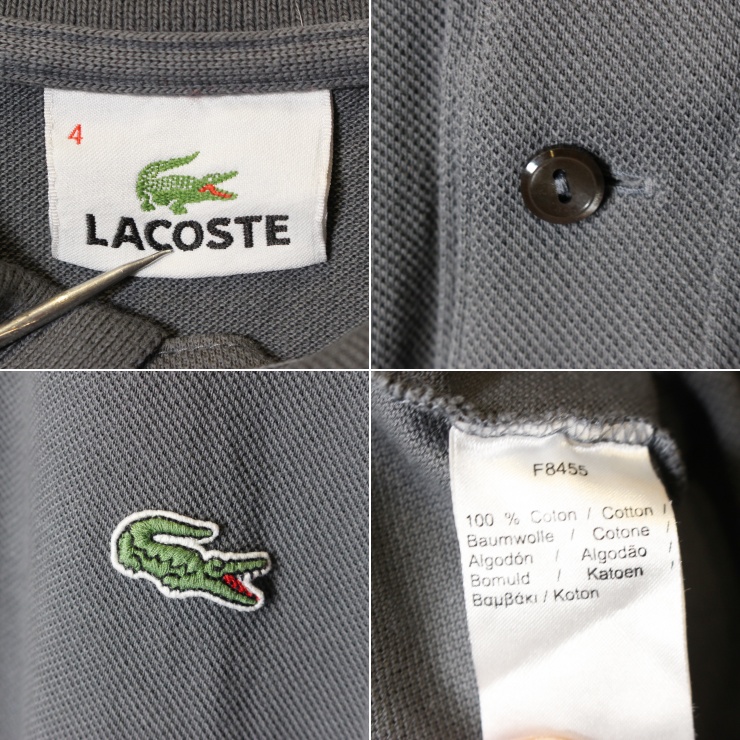 4
LACOSTE
F8455
100 % Coton / Cotton /
Baumwolle / Cotone /
Algodón / Algodão /
Bomuld / Katoen /
Βαμβάκι / Koton